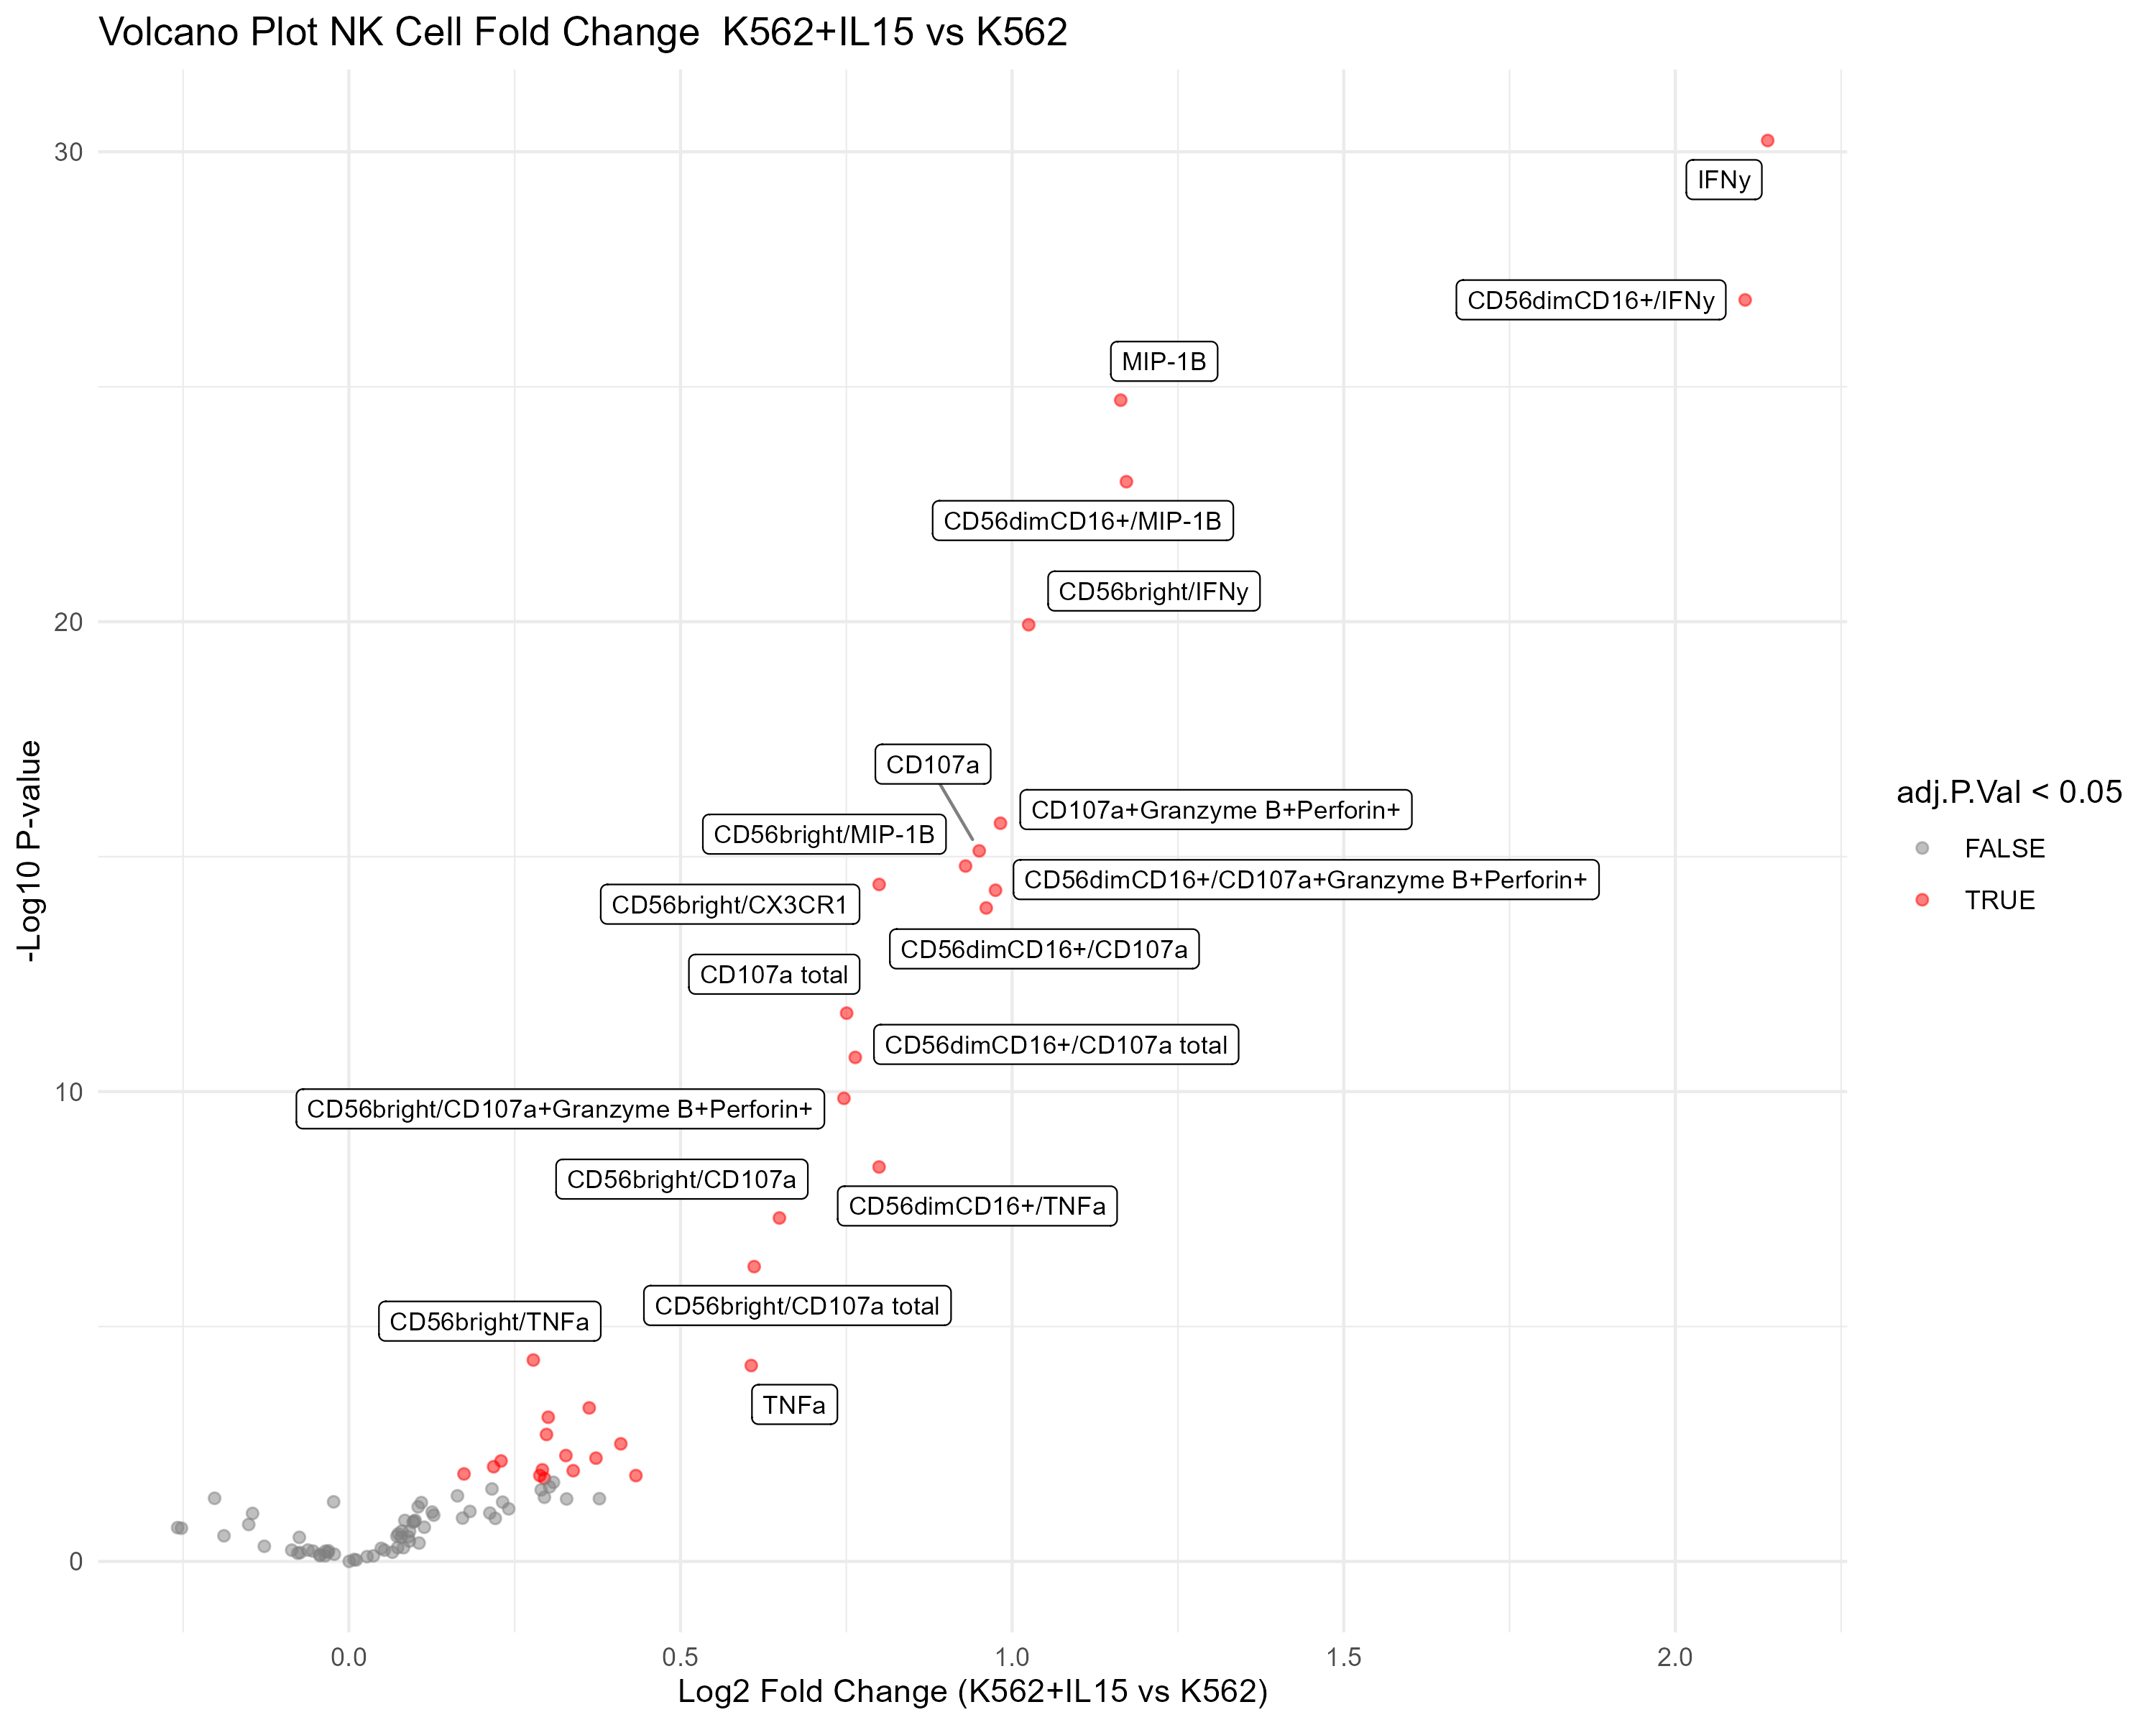 Volcano Plot NK Cell Fold Change  K562+IL15 vs K562
30
IFNy
CD56dimCD16+/IFNy
MIP-1B
CD56dimCD16+/MIP-1B
CD56bright/IFNy
20
CD107a
CD107a+Granzyme B+Perforin+
CD56bright/MIP-1B
CD56dimCD16+/CD107a+Granzyme B+Perforin+
CD56bright/CX3CR1
CD56dimCD16+/CD107a
CD107a total
CD56dimCD16+/CD107a total
10
CD56bright/CD107a+Granzyme B+Perforin+
CD56bright/CD107a
CD56dimCD16+/TNFa
CD56bright/CD107a total
CD56bright/TNFa
TNFa
0
-Log10 P-value
0.0 0.5 1.0 1.5 2.0
Log2 Fold Change (K562+IL15 vs K562)
adj.P.Val < 0.05
FALSE
TRUE